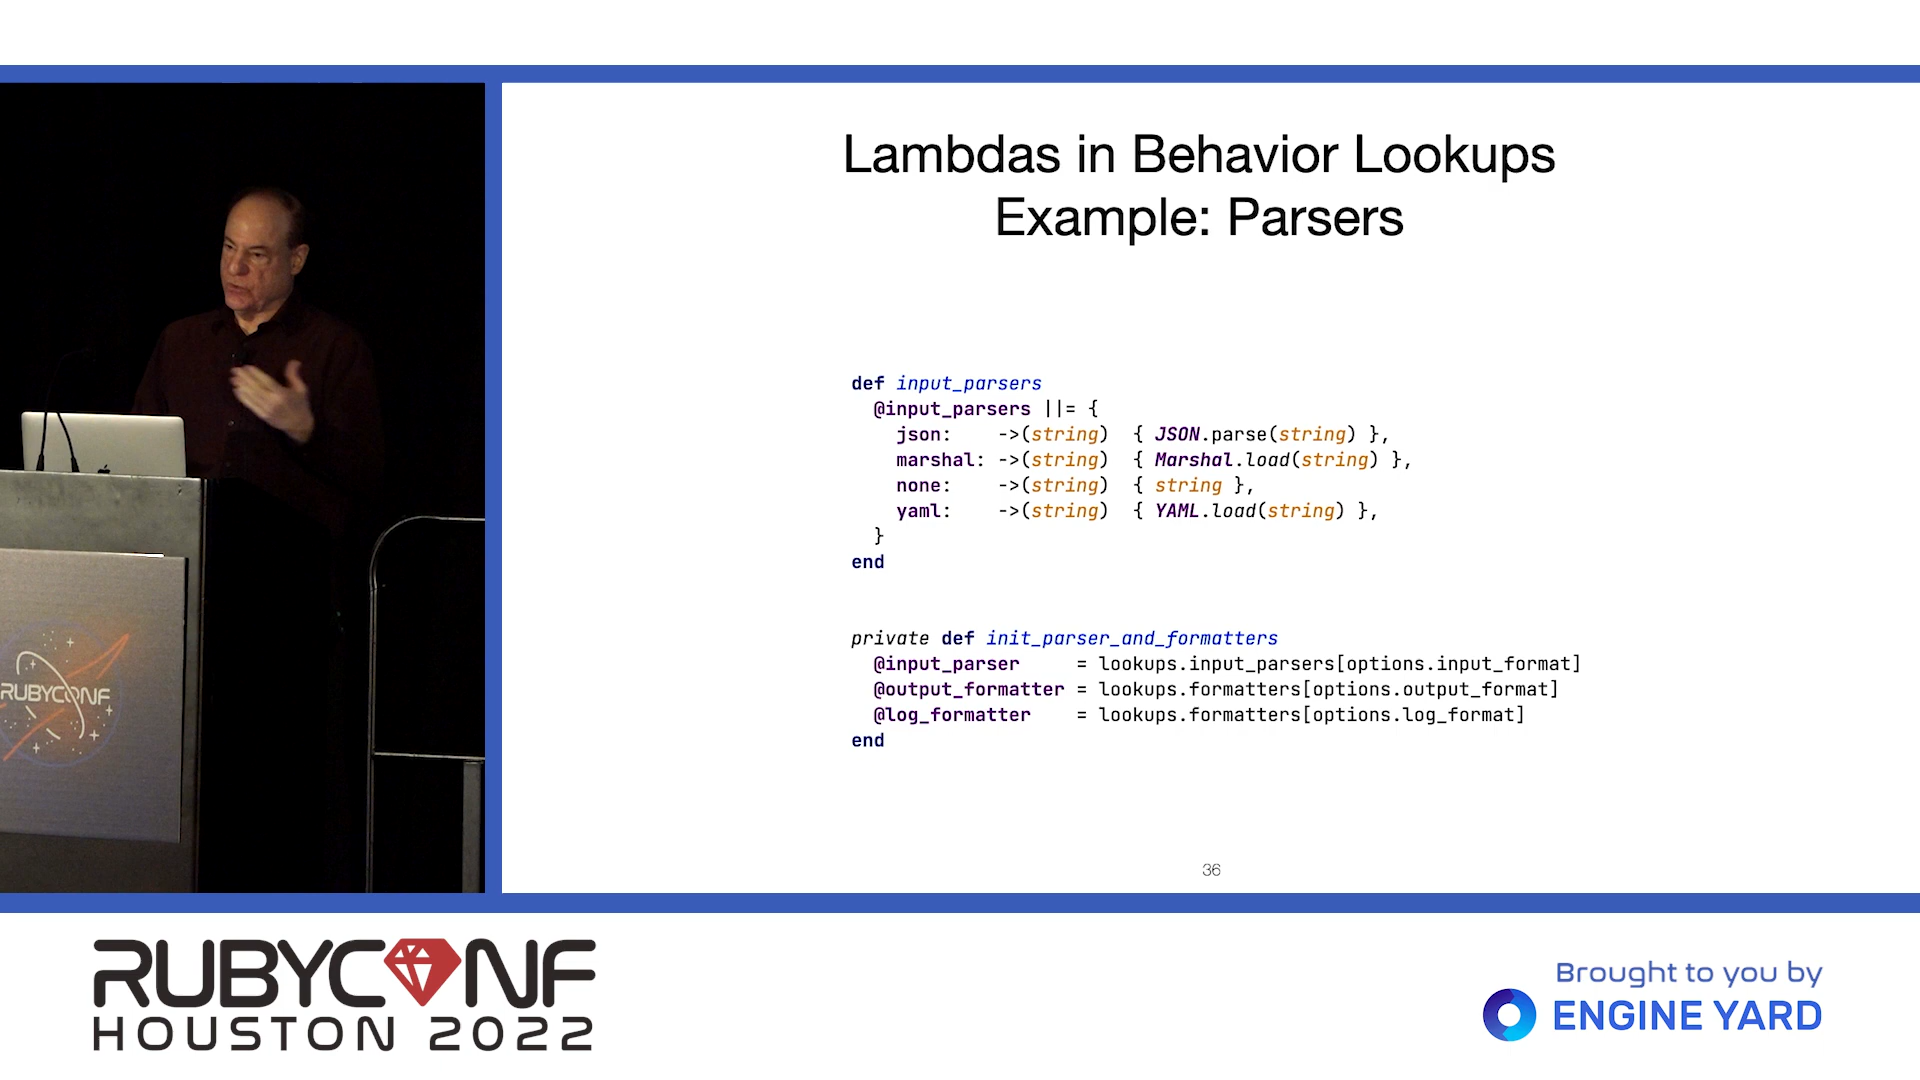 Lambdas in Behavior Lookups
Example: Parsers
def input_parsers
  @input_parsers ||= {
    json:    ->(string)  { JSON.parse(string) },
    marshal: ->(string)  { Marshal.load(string) },
    none:    ->(string)  { string },
    yaml:    ->(string)  { YAML.load(string) },
  }
end
private def init_parser_and_formatters
  @input_parser     = lookups.input_parsers[options.input_format]
  @output_formatter = lookups.formatters[options.output_format]
  @log_formatter    = lookups.formatters[options.log_format]
end
36
RUBYCONF
RUBYCONF
HOUSTON 2022
Brought to you by
ENGINE YARD